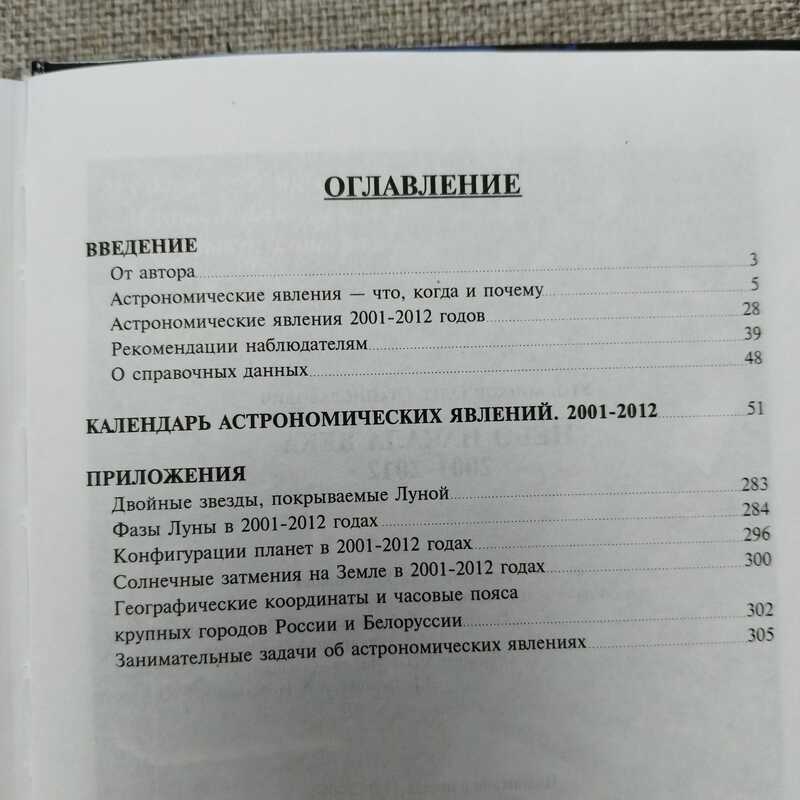 ОГЛАВЛЕНИЕ
ВВЕДЕНИЕ
От автора 3
Астрономические явления — что, когда и почему 5
Астрономические явления 2001-2012 годов 28
Рекомендации наблюдателям 39
О справочных данных 48
КАЛЕНДАРЬ АСТРОНОМИЧЕСКИХ ЯВЛЕНИЙ. 2001-2012 51
ПРИЛОЖЕНИЯ
Двойные звезды, покрываемые Луной 283
Фазы Луны в 2001-2012 годах 284
Конфигурации планет в 2001-2012 годах 296
Солнечные затмения на Земле в 2001-2012 годах 300
Географические координаты и часовые пояса
крупных городов России и Белоруссии 302
Занимательные задачи об астрономических явлениях 305